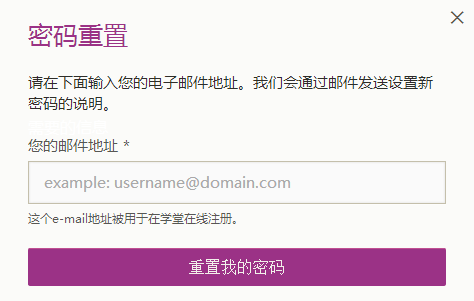 密码重置
请在下面输入您的电子邮件地址。我们会通过邮件发送设置新
密码的说明。
您的邮件地址 *
example: username@domain.com
这个e-mail地址被用于在学堂在线注册。
重置我的密码